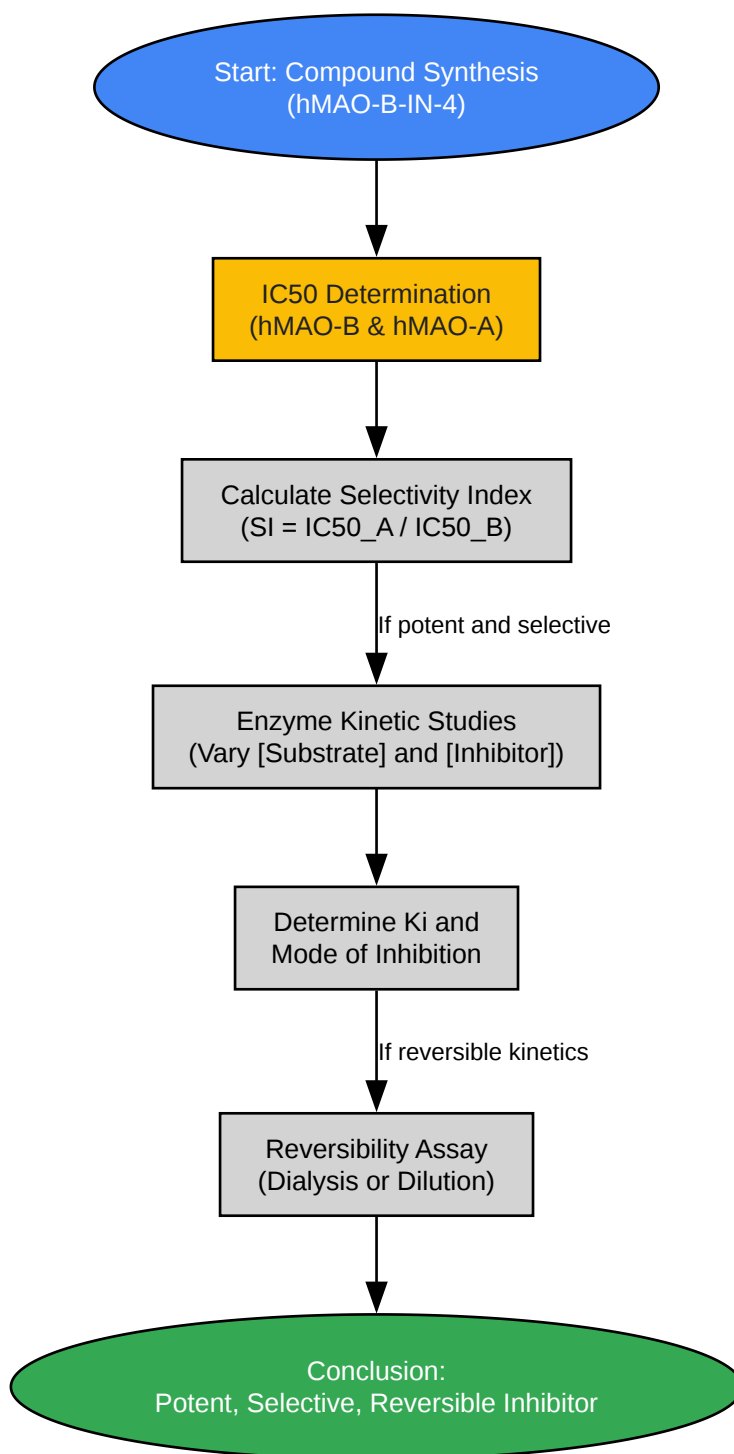 Start: Compound Synthesis
(hMAO-B-IN-4)
IC50 Determination
(hMAO-B & hMAO-A)
Calculate Selectivity Index
(SI = IC50_A / IC50_B)
If potent and selective
Enzyme Kinetic Studies
(Vary [Substrate] and [Inhibitor])
Determine Ki and
Mode of Inhibition
If reversible kinetics
Reversibility Assay
(Dialysis or Dilution)
Conclusion:
Potent, Selective, Reversible Inhibitor